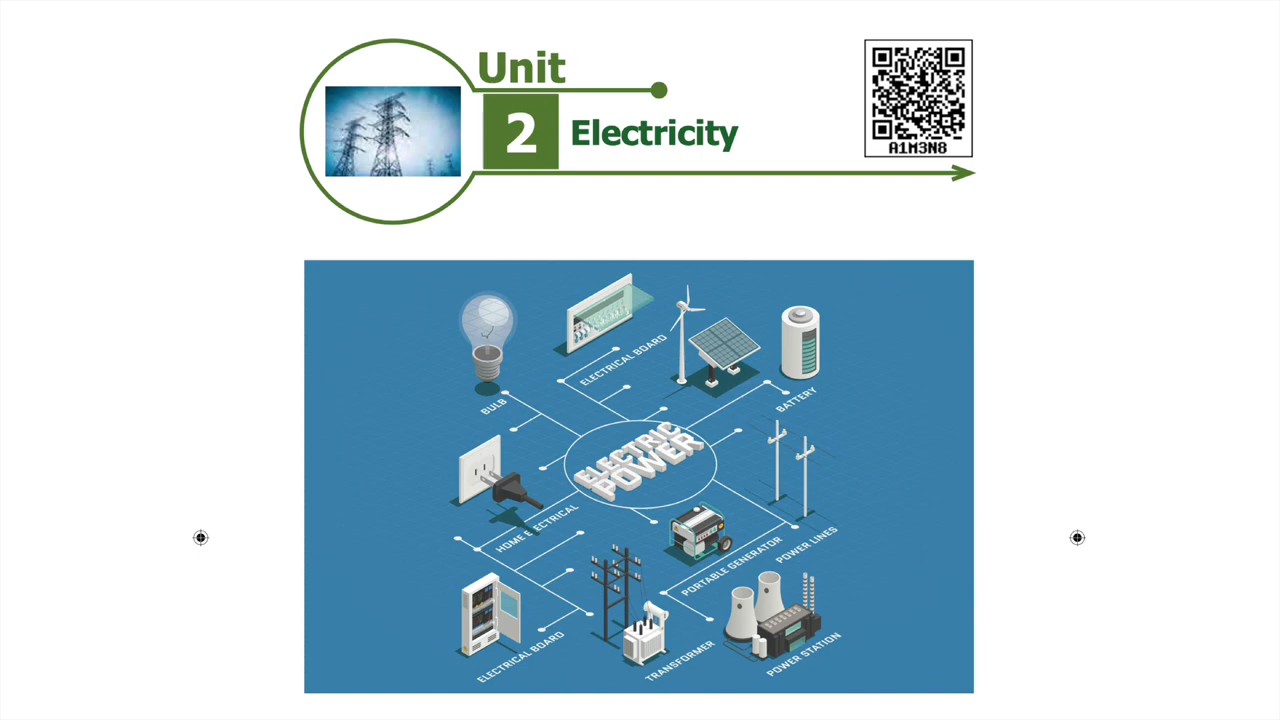 Unit
2
Electricity
A1M3N8
ELECTRICAL BOARD
BULB
BATTERY
ELECTRIC
POWER
HOME ELECTRICAL
POWER LINES
PORTABLE GENERATOR
ELECTRICAL BOARD
TRANSFORMER
POWER STATION